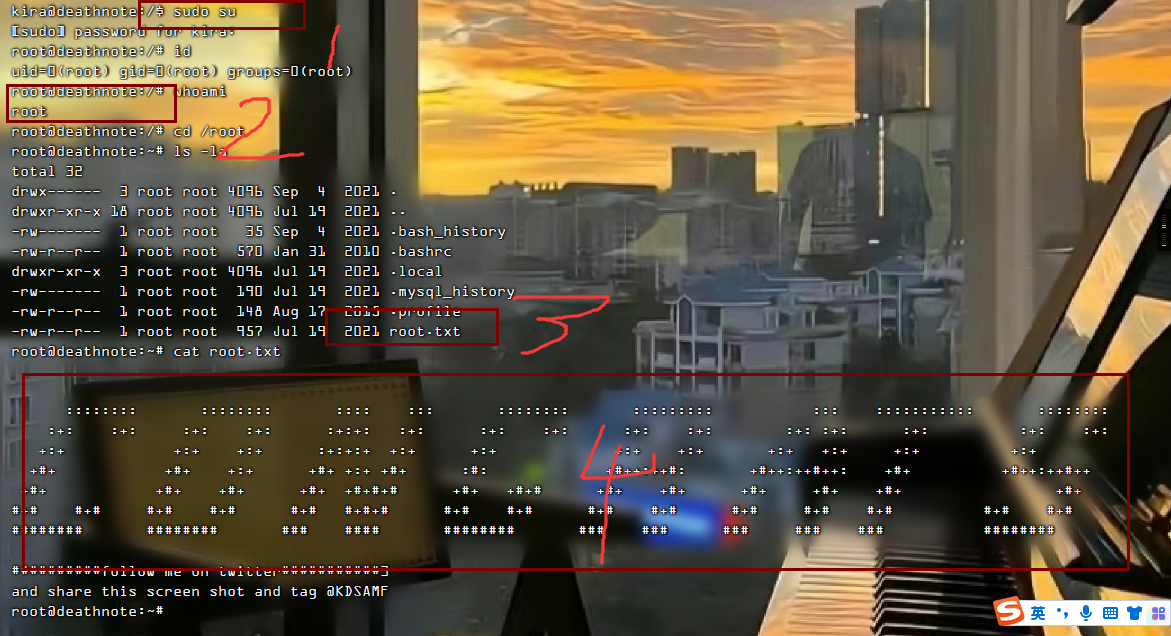 kira@deathnote:/$ sudo su
[sudo] password for kira:
root@deathnote:/# id
uid=0(root) gid=0(root) groups=0(root)
root@deathnote:/# whoami
root
root@deathnote:/# cd /root
root@deathnote:~# ls -la
total 32
drwx------  3 root root 4096 Sep  4  2021 .
drwxr-xr-x 18 root root 4096 Jul 19  2021 ..
-rw-------  1 root root   35 Sep  4  2021 .bash_history
-rw-r--r--  1 root root  570 Jan 31  2010 .bashrc
drwxr-xr-x  3 root root 4096 Jul 19  2021 .local
-rw-------  1 root root  190 Jul 19  2021 .mysql_history
-rw-r--r--  1 root root  148 Aug 17  2015 .profile
-rw-r--r--  1 root root  957 Jul 19  2021 root.txt
root@deathnote:~# cat root.txt
##########follow me on twitter###########3
and share this screen shot and tag @KDSAMF
root@deathnote:~#
1
2
3
4
英